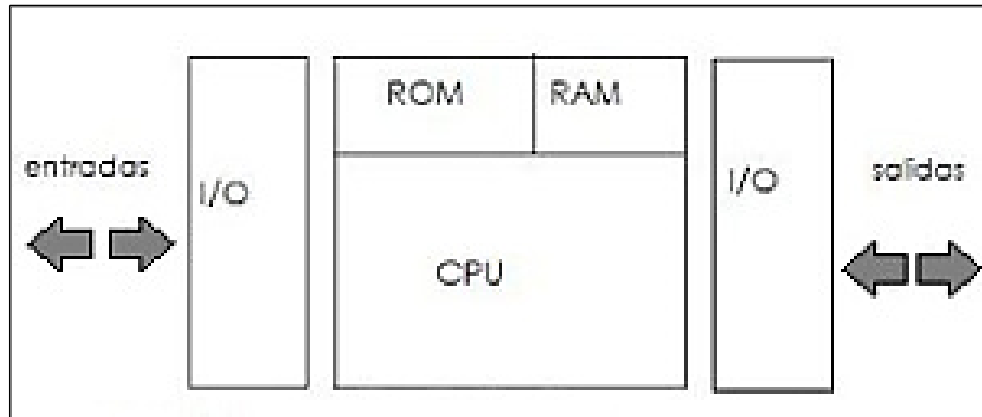 entradas
I/O
ROM
RAM
CPU
I/O
salidas